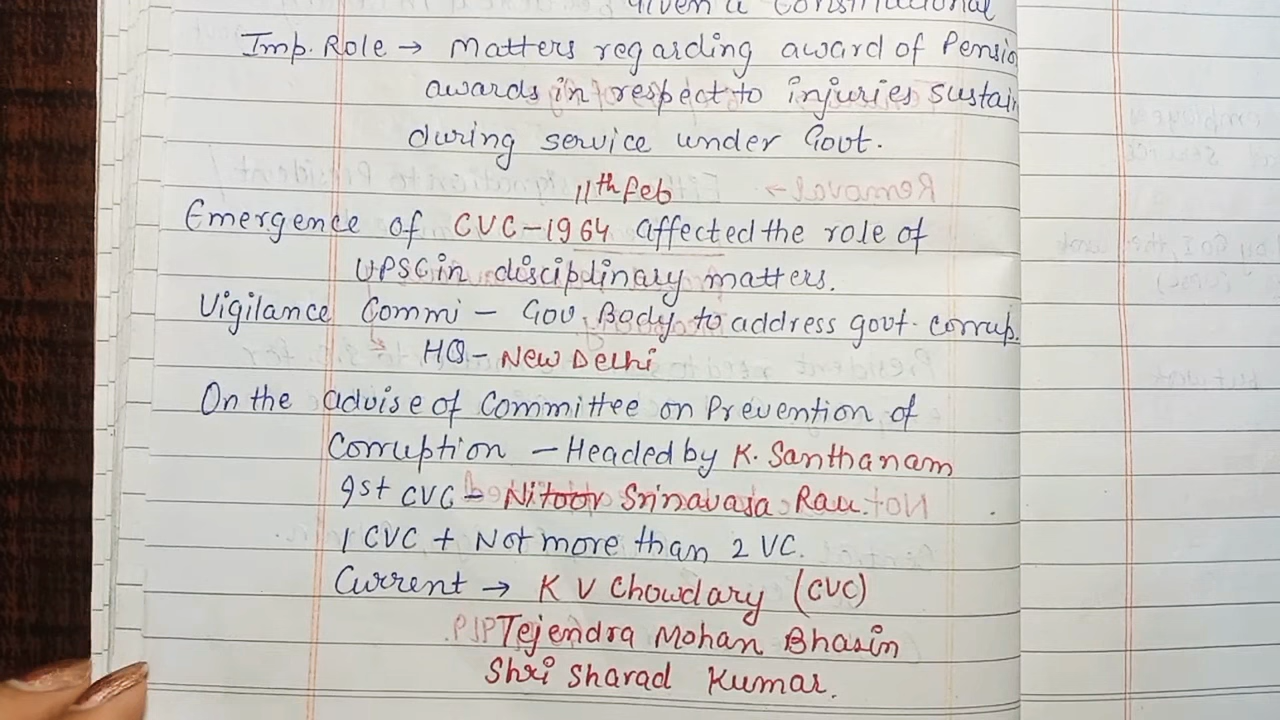 Given a Constitutional
Imp. Role → Matters regarding award of Pensio
awards in respect to injuries sustain
during service under Govt.
11th Feb
Emergence of CVC-1964 affected the role of
UPSC in disciplinary matters.
Vigilance Commi - Gov. Body to address govt. corrup.
↳ HQ - New Delhi
On the advise of Committee on Prevention of
Corruption - Headed by K. Santhanam
1st CVC - Nitoor Srinavasa Rau.
1 CVC + Not more than 2 VC.
Current → K V Chowdary (CVC)
Tejendra Mohan Bhasin
Shri Sharad Kumar.